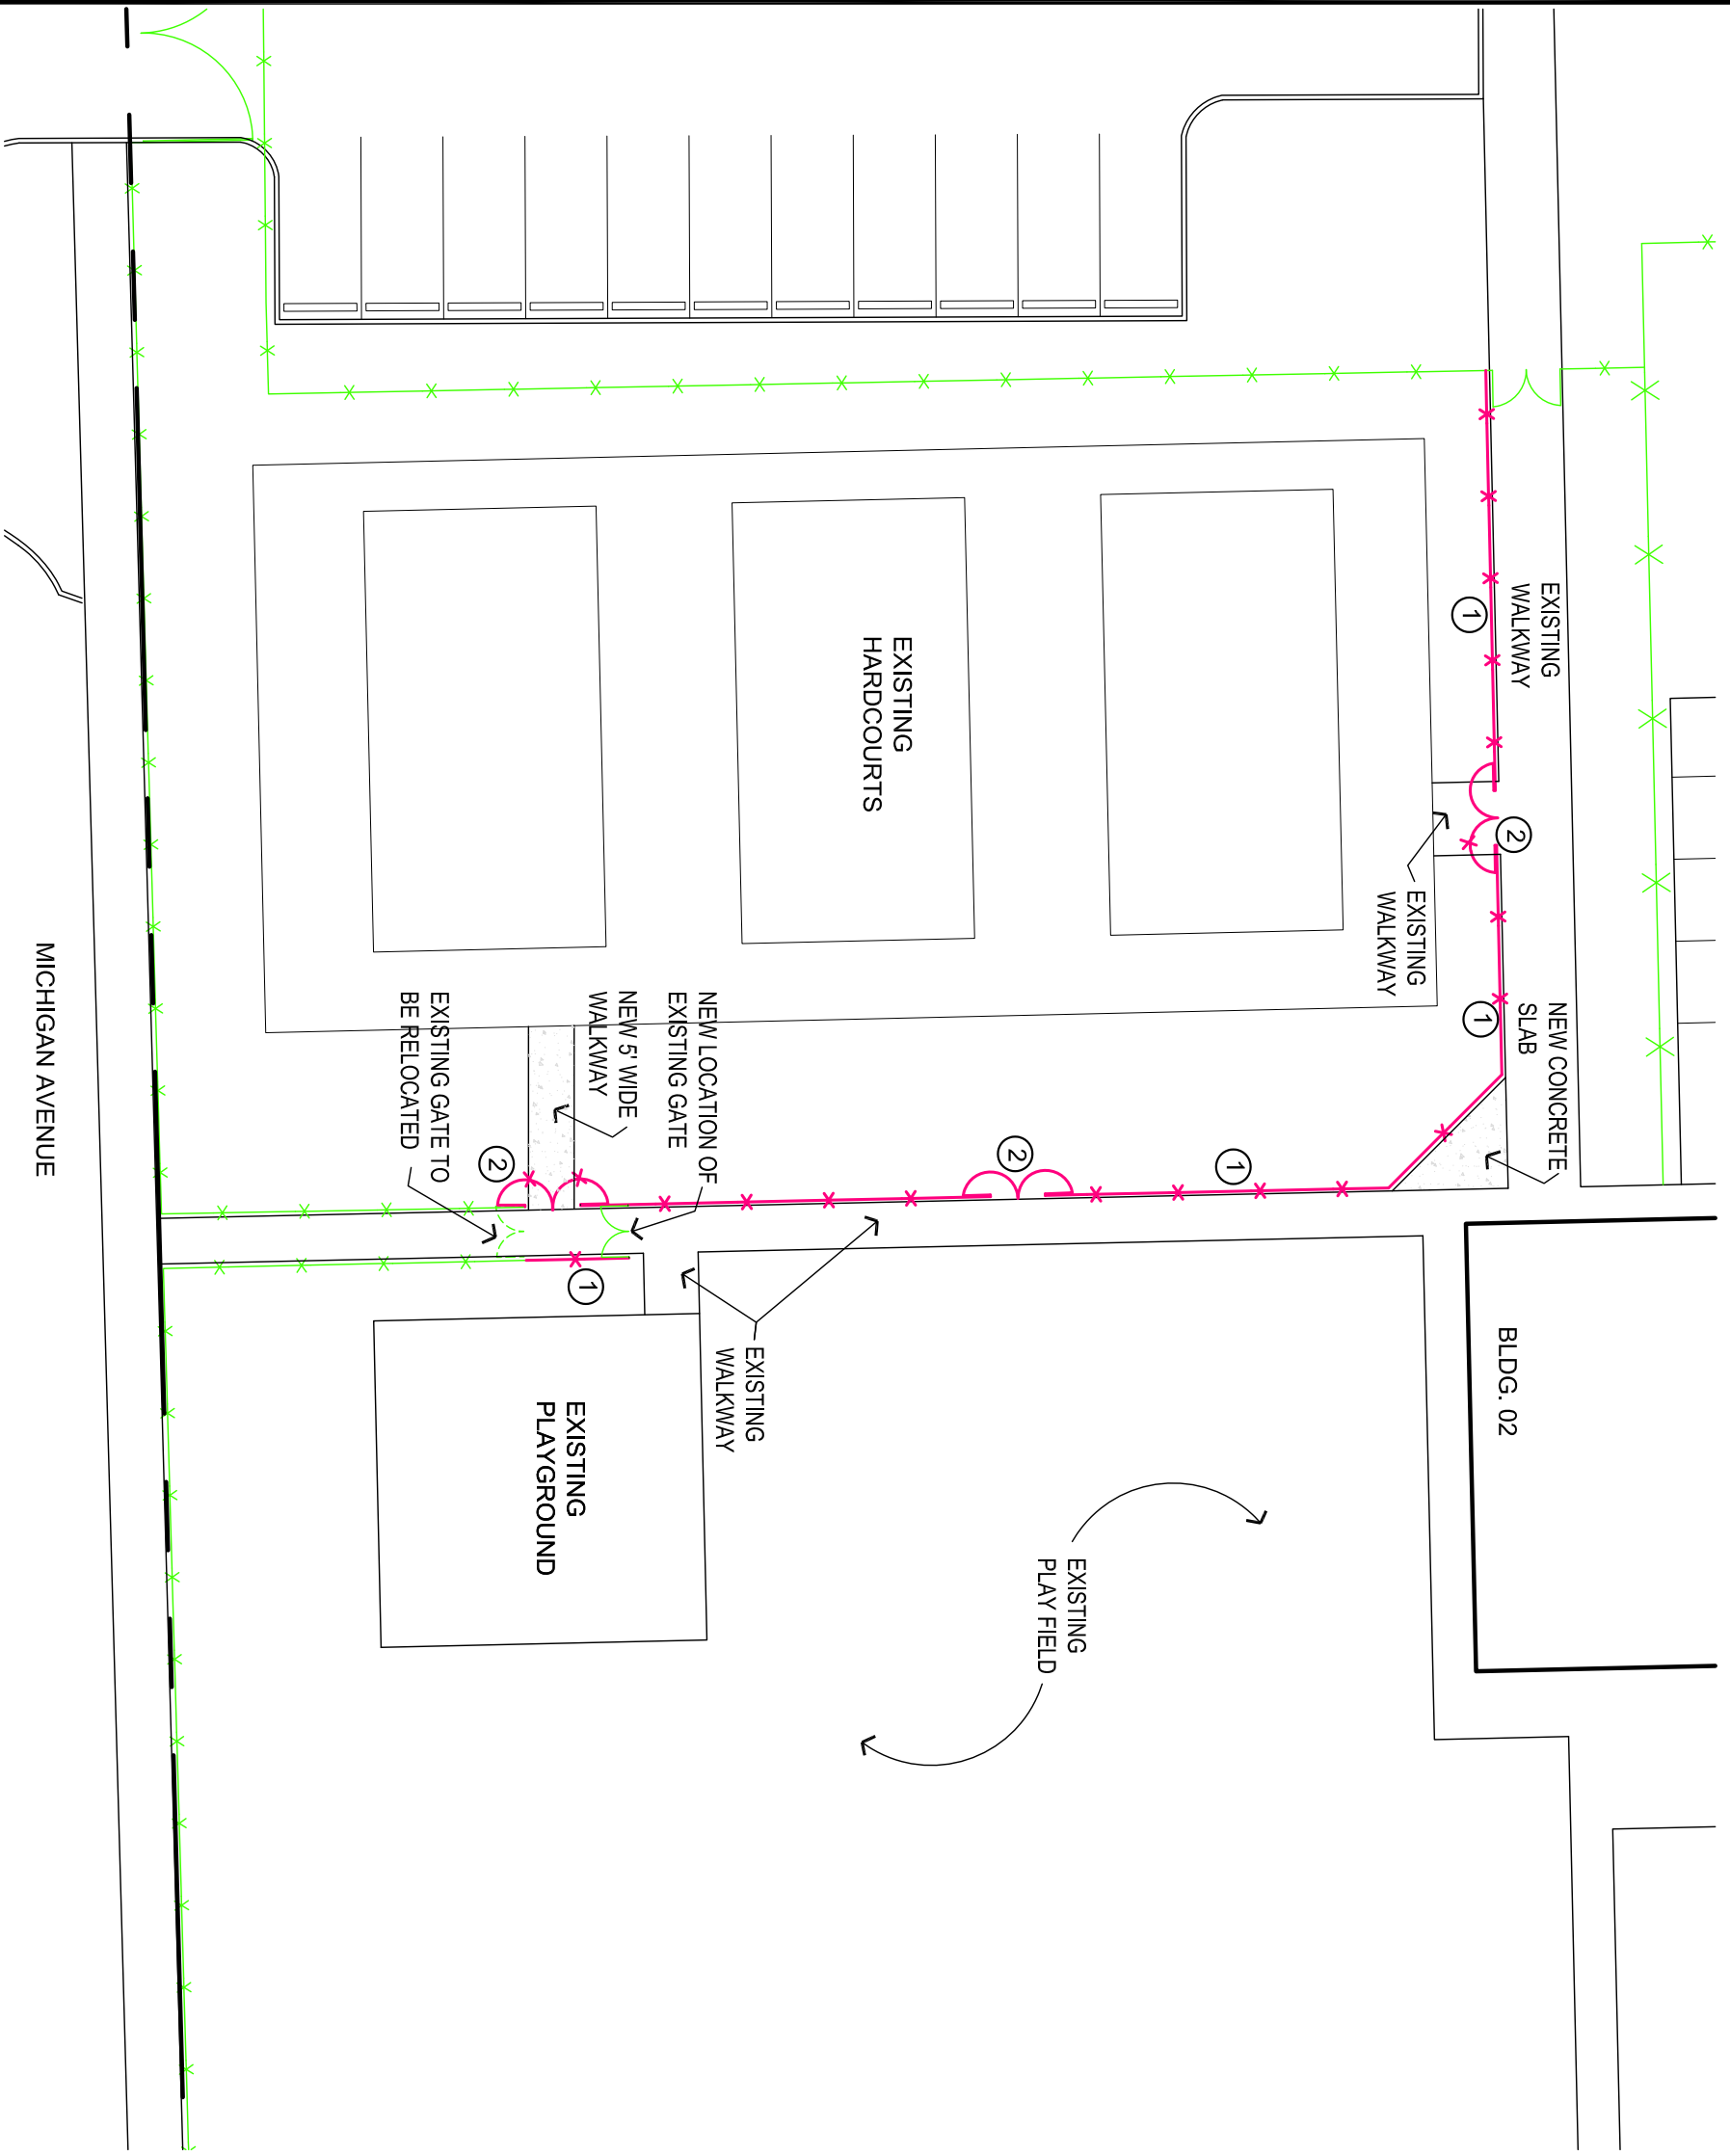 EXISTING
WALKWAY
1
2
EXISTING
HARDCOURTS
EXISTING
WALKWAY
NEW CONCRETE
SLAB
1
NEW LOCATION OF
EXISTING GATE
NEW 5' WIDE
WALKWAY
EXISTING GATE TO
BE RELOCATED
MICHIGAN AVENUE
2
2
1
1
BLDG. 02
EXISTING
WALKWAY
EXISTING
PLAYGROUND
EXISTING
PLAY FIELD